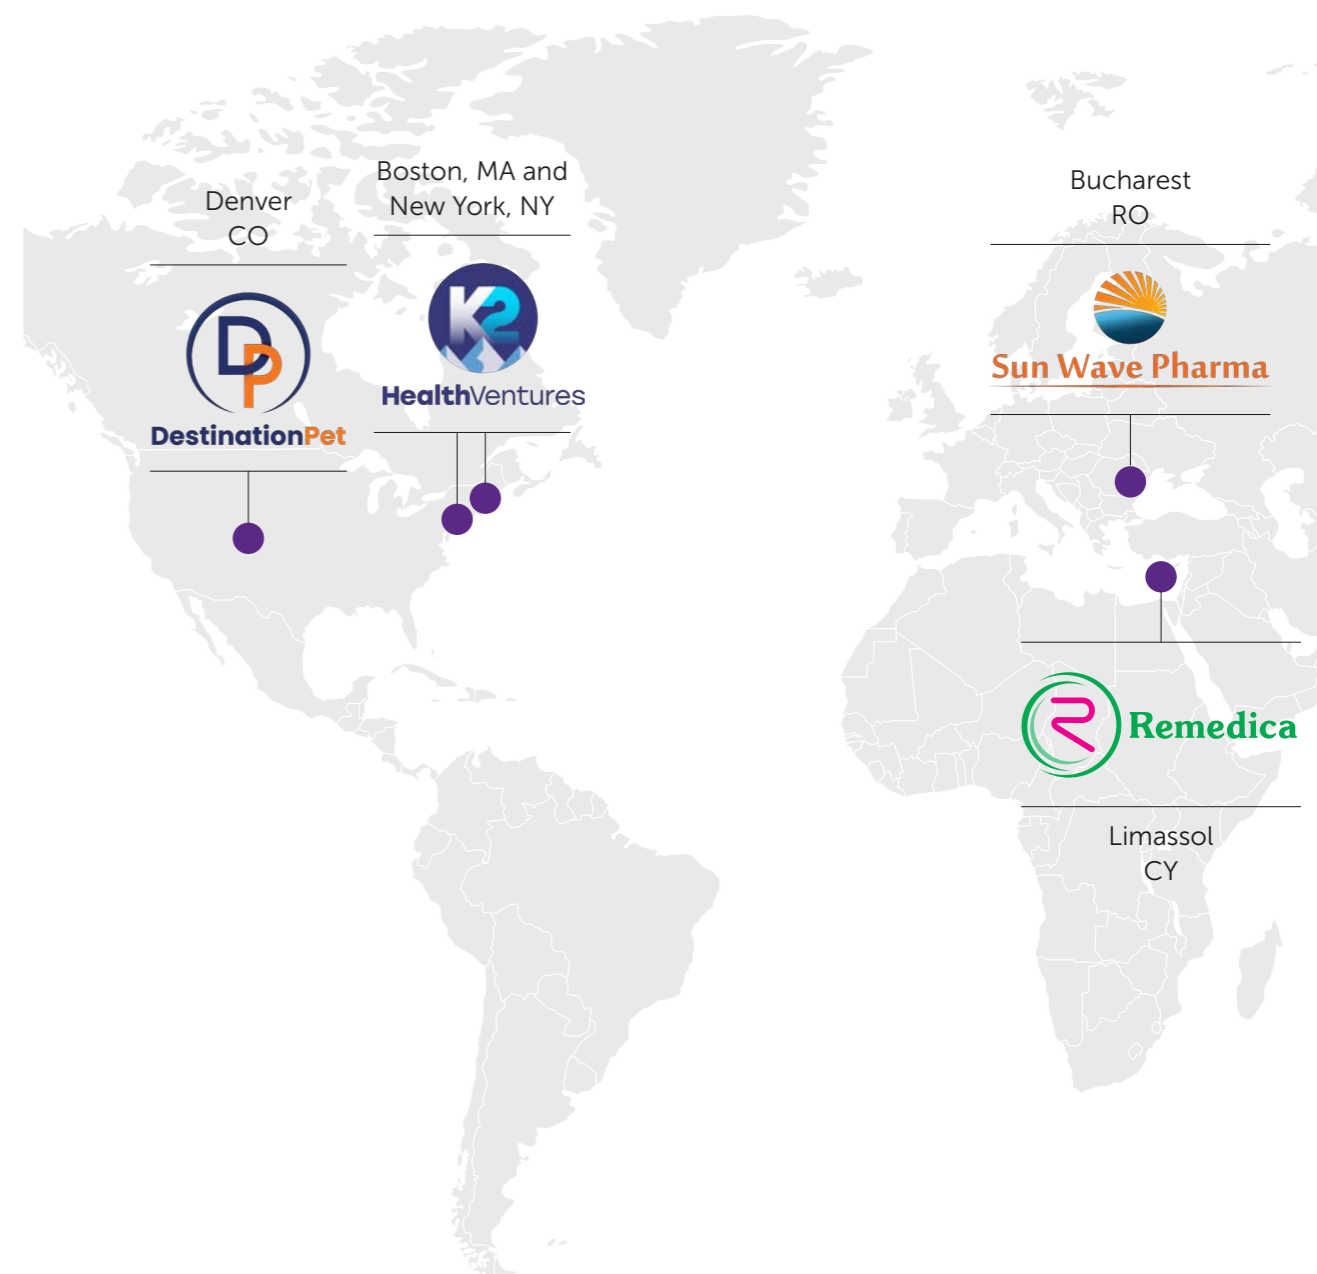 Denver
CO
DP
DestinationPet
Boston, MA and
New York, NY
K2
HealthVentures
Bucharest
RO
Sun Wave Pharma
R
Remedica
Limassol
CY